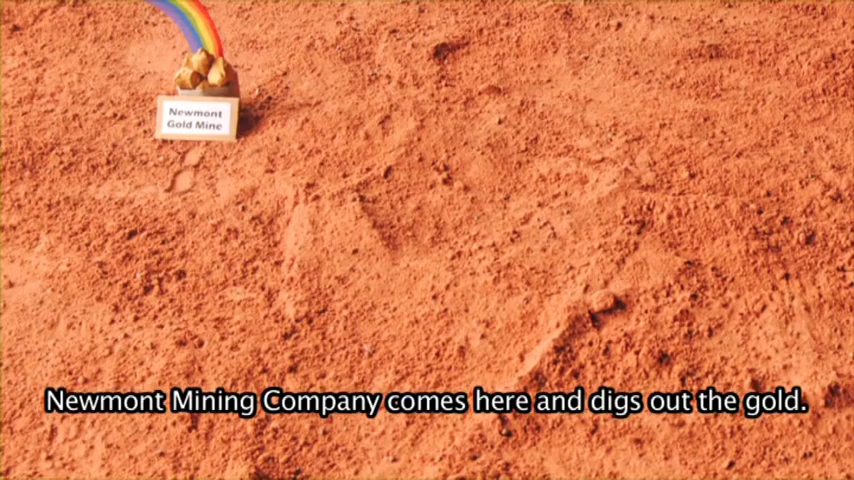 Newmont
Gold Mine
Newmont Mining Company comes here and digs out the gold.